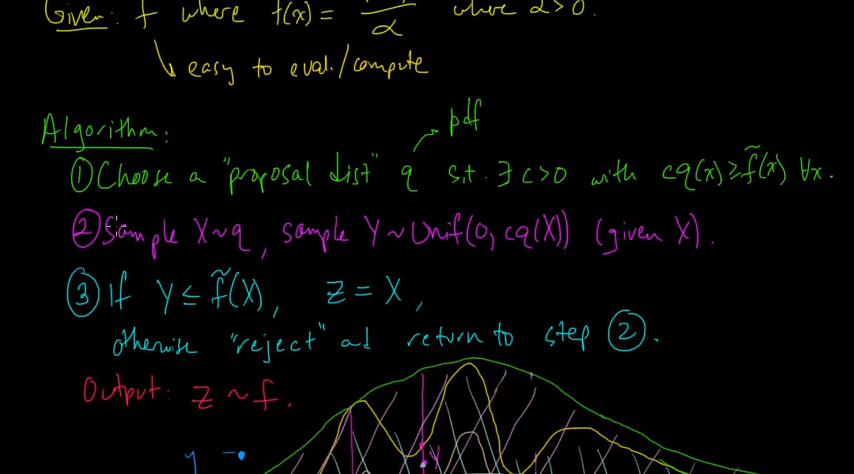 Given: f where f(x) = / α where α > 0.
easy to eval./compute
Algorithm:
pdf
① Choose a "proposal dist" q s.t. ∃ c > 0 with cq(x) ≥ f̃(x) ∀x.
② Sample X ~ q, sample Y ~ Unif(0, cq(X)) (given X).
③ If Y ≤ f̃(X), Z = X,
otherwise "reject" ad return to step ②.
Output: Z ~ f.
y
Y